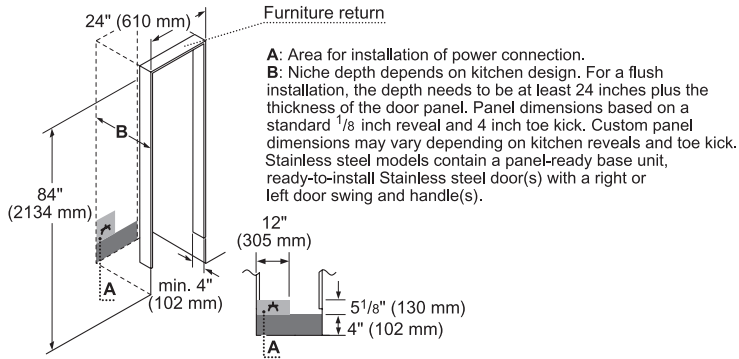 24" (610 mm)
Furniture return
A: Area for installation of power connection.
B: Niche depth depends on kitchen design. For a flush
installation, the depth needs to be at least 24 inches plus the
thickness of the door panel. Panel dimensions based on a
standard 1/8 inch reveal and 4 inch toe kick. Custom panel
dimensions may vary depending on kitchen reveals and toe kick.
Stainless steel models contain a panel-ready base unit,
ready-to-install Stainless steel door(s) with a right or
left door swing and handle(s).
B
84"
(2134 mm)
A
min. 4"
(102 mm)
12"
(305 mm)
51/8" (130 mm)
4" (102 mm)
A